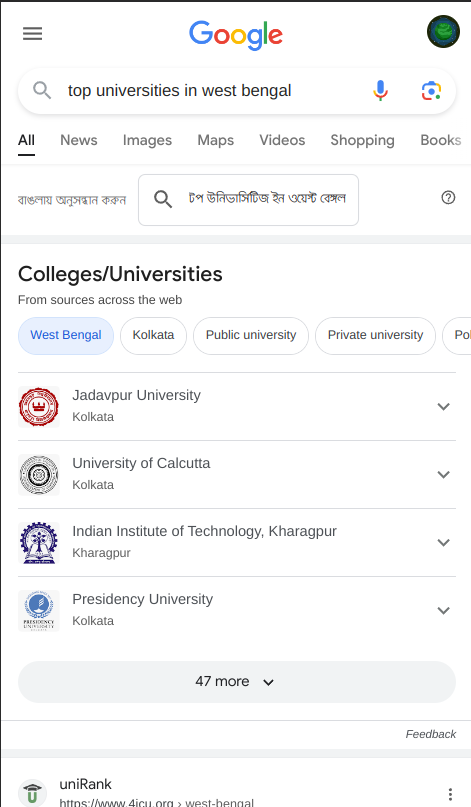 Google
top universities in west bengal
All News Images Maps Videos Shopping Books
বাঙলায় অনুসন্ধান করুন
টপ উনিভার্সিটিজ ইন ওয়েস্ট বেঙ্গল
Colleges/Universities
From sources across the web
West Bengal Kolkata Public university Private university Pol
Jadavpur University
Kolkata
University of Calcutta
Kolkata
Indian Institute of Technology, Kharagpur
Kharagpur
PRESIDENCY
UNIVERSITY
Presidency University
Kolkata
47 more
Feedback
uniRank
https://www.4icu.org › west-bengal